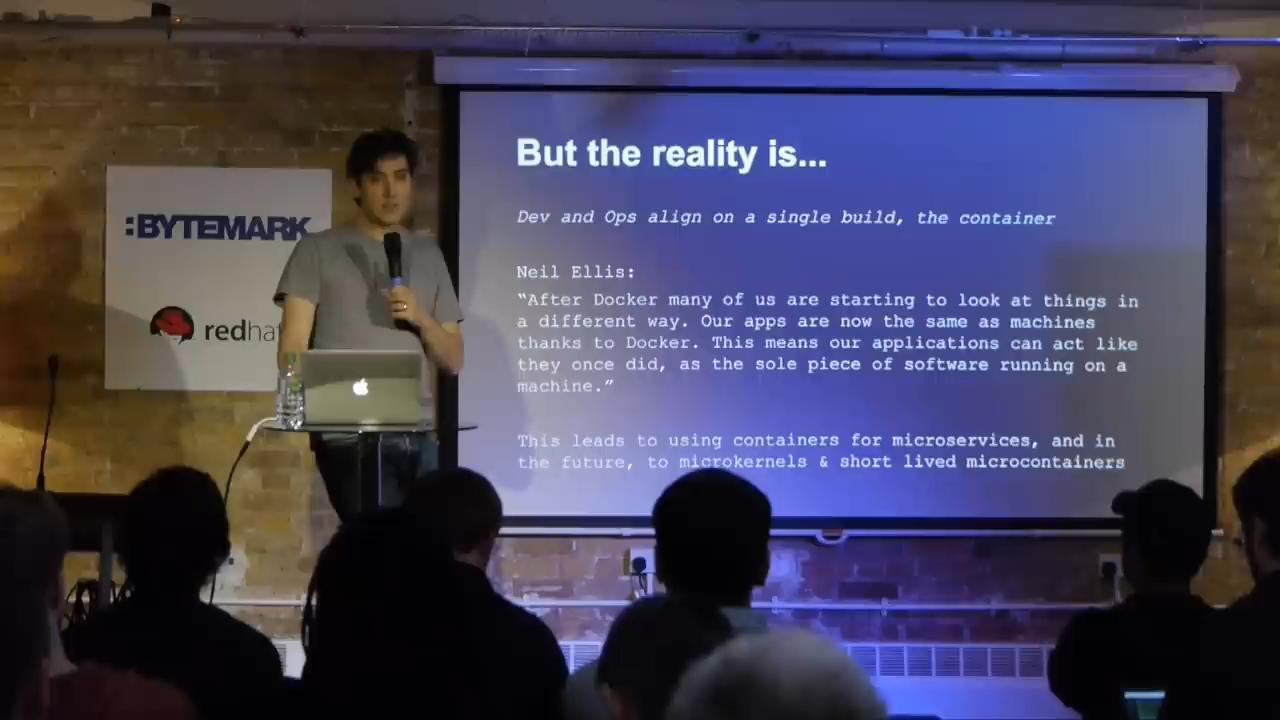 But the reality is...
Dev and Ops align on a single build, the container
Neil Ellis:
“After Docker many of us are starting to look at things in
a different way. Our apps are now the same as machines
thanks to Docker. This means our applications can act like
they once did, as the sole piece of software running on a
machine.”
This leads to using containers for microservices, and in
the future, to microkernels & short lived microcontainers
:BYTEMARK
redha